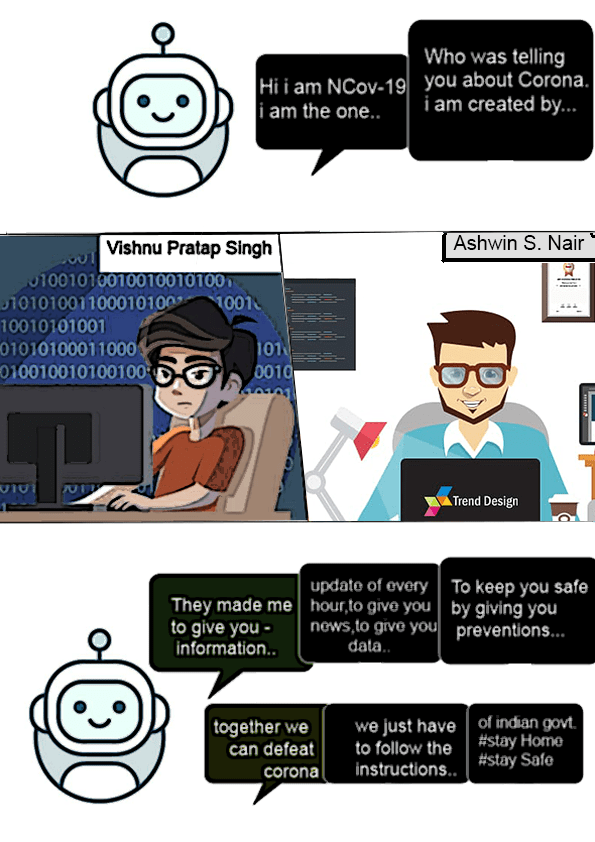 Hi i am NCov-19
i am the one..
Who was telling
you about Corona.
i am created by...
Vishnu Pratap Singh
Ashwin S. Nair
Trend Design
They made me
to give you -
information..
update of every
hour,to give you
news,to give you
data..
To keep you safe
by giving you
preventions...
together we
can defeat
corona
we just have
to follow the
instructions..
of indian govt.
#stay Home
#stay Safe